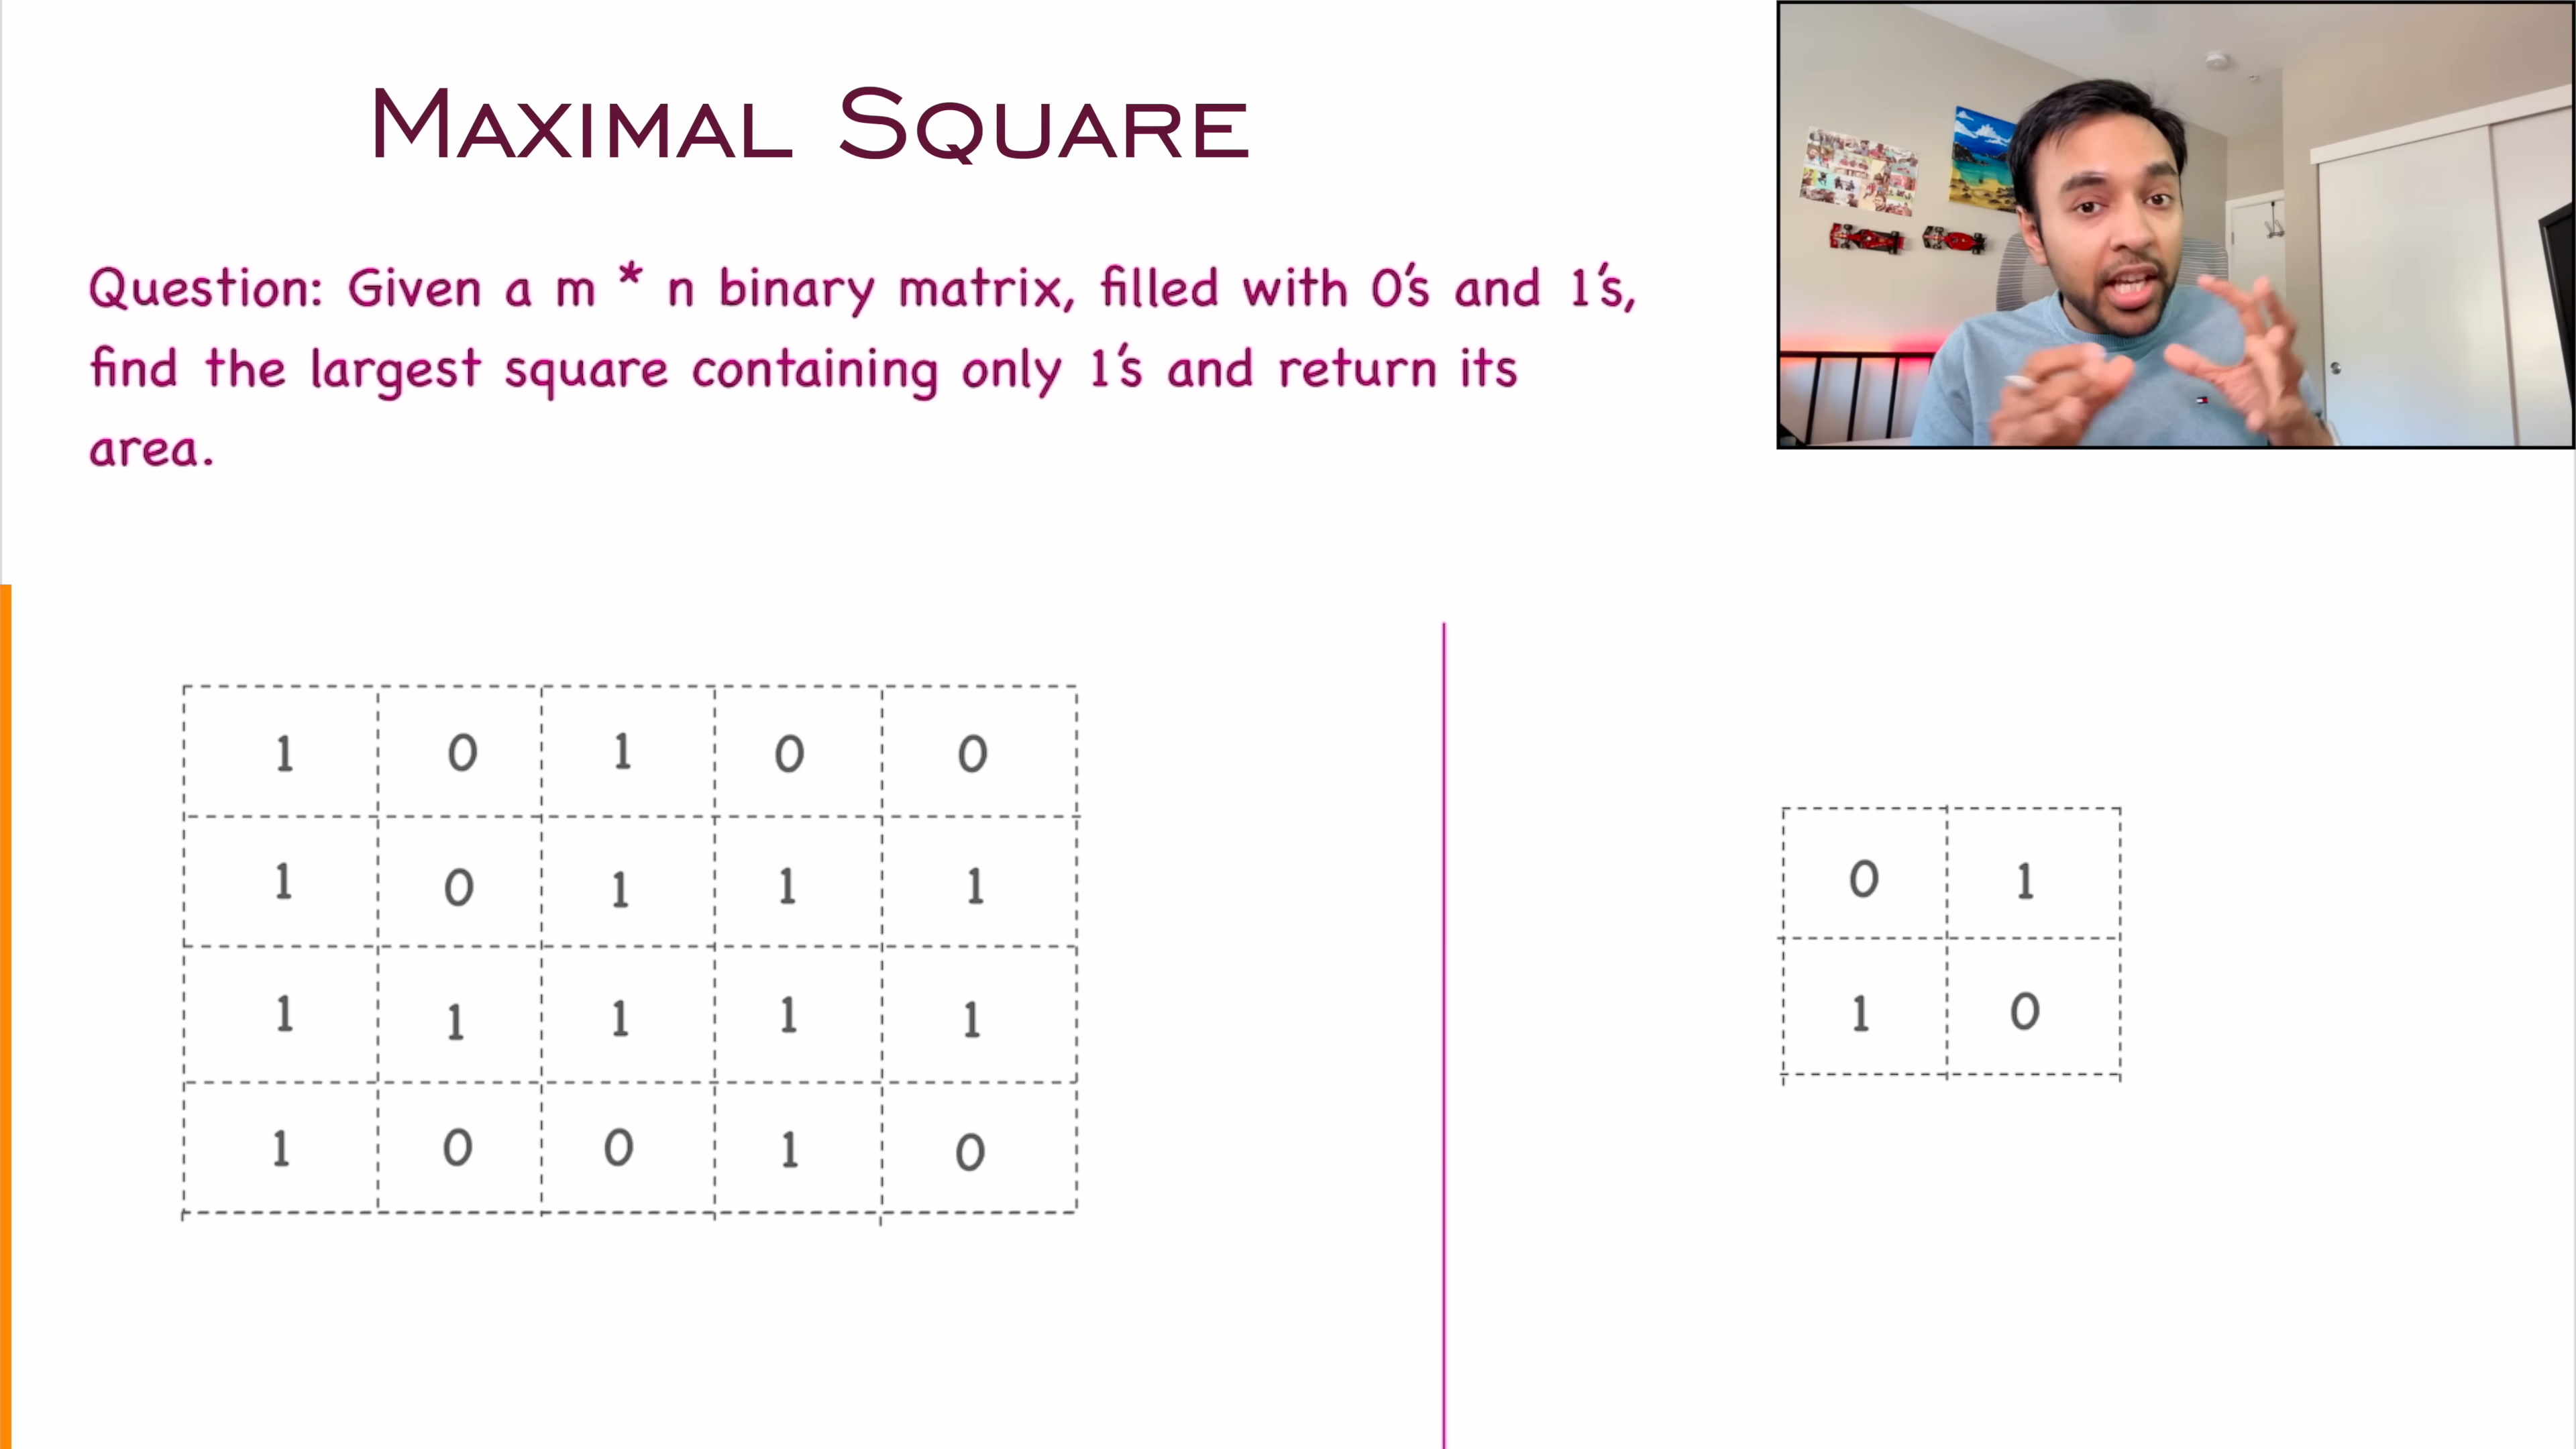 MAXIMAL SQUARE
Question: Given a m * n binary matrix, filled with 0's and 1's,
find the largest square containing only 1's and return its
area.
1 0 1 0 0
1 0 1 1 1
1 1 1 1 1
1 0 0 1 0
0 1
1 0